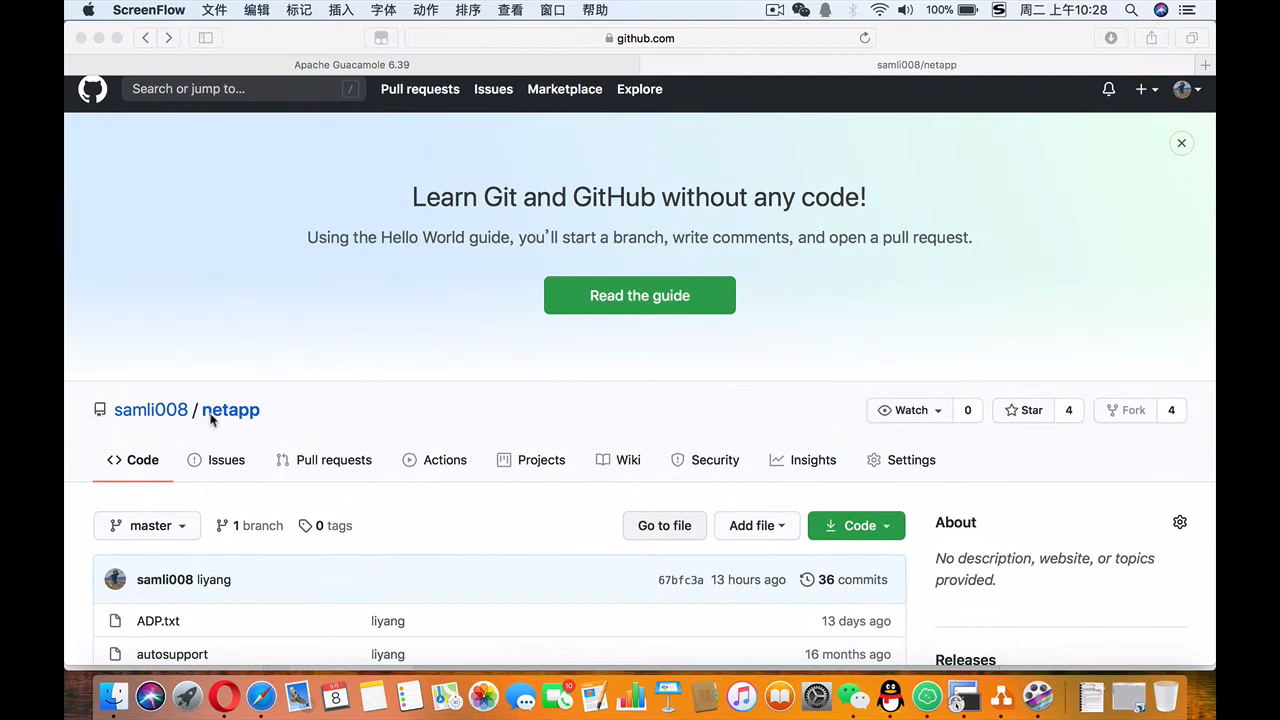 ScreenFlow 文件 编辑 标记 插入 字体 动作 排序 查看 窗口 帮助 100% 周二 上午10:28
github.com
Apache Guacamole 6.39 samli008/netapp
Search or jump to... / Pull requests Issues Marketplace Explore
Learn Git and GitHub without any code!
Using the Hello World guide, you’ll start a branch, write comments, and open a pull request.
Read the guide
samli008 / netapp Watch 0 Star 4 Fork 4
Code Issues Pull requests Actions Projects Wiki Security Insights Settings
master 1 branch 0 tags Go to file Add file Code About
No description, website, or topics
provided.
samli008 liyang 67bfc3a 13 hours ago 36 commits
ADP.txt liyang 13 days ago
autosupport liyang 16 months ago
Releases
10